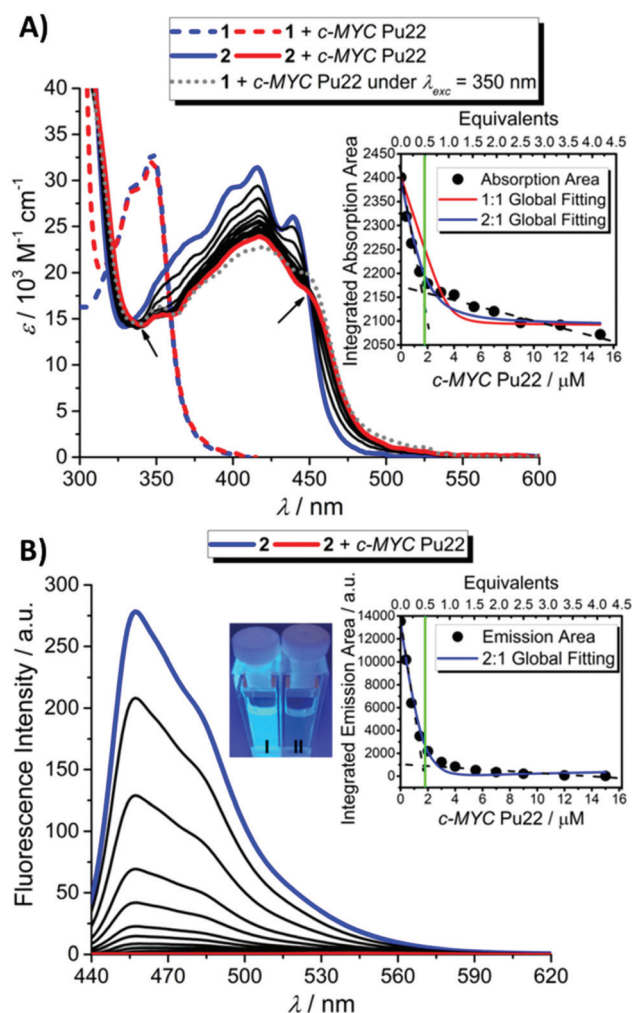 A)
1 1 + c-MYC Pu22
2 2 + c-MYC Pu22
1 + c-MYC Pu22 under λexc = 350 nm
ε / 10³ M⁻¹ cm⁻¹
40
35
30
25
20
15
10
5
0
300 350 400 450 500 550 600
λ / nm
Equivalents
0.0 0.5 1.0 1.5 2.0 2.5 3.0 3.5 4.0 4.5
Integrated Absorption Area
2450
2400
2350
2300
2250
2200
2150
2100
2050
Absorption Area
1:1 Global Fitting
2:1 Global Fitting
0 2 4 6 8 10 12 14 16
c-MYC Pu22 / μM
B)
2 2 + c-MYC Pu22
Fluorescence Intensity / a.u.
300
250
200
150
100
50
0
440 470 500 530 560 590 620
λ / nm
I II
Equivalents
0.0 0.5 1.0 1.5 2.0 2.5 3.0 3.5 4.0 4.5
Integrated Emission Area / a.u.
14000
12000
10000
8000
6000
4000
2000
0
Emission Area
2:1 Global Fitting
0 2 4 6 8 10 12 14 16
c-MYC Pu22 / μM